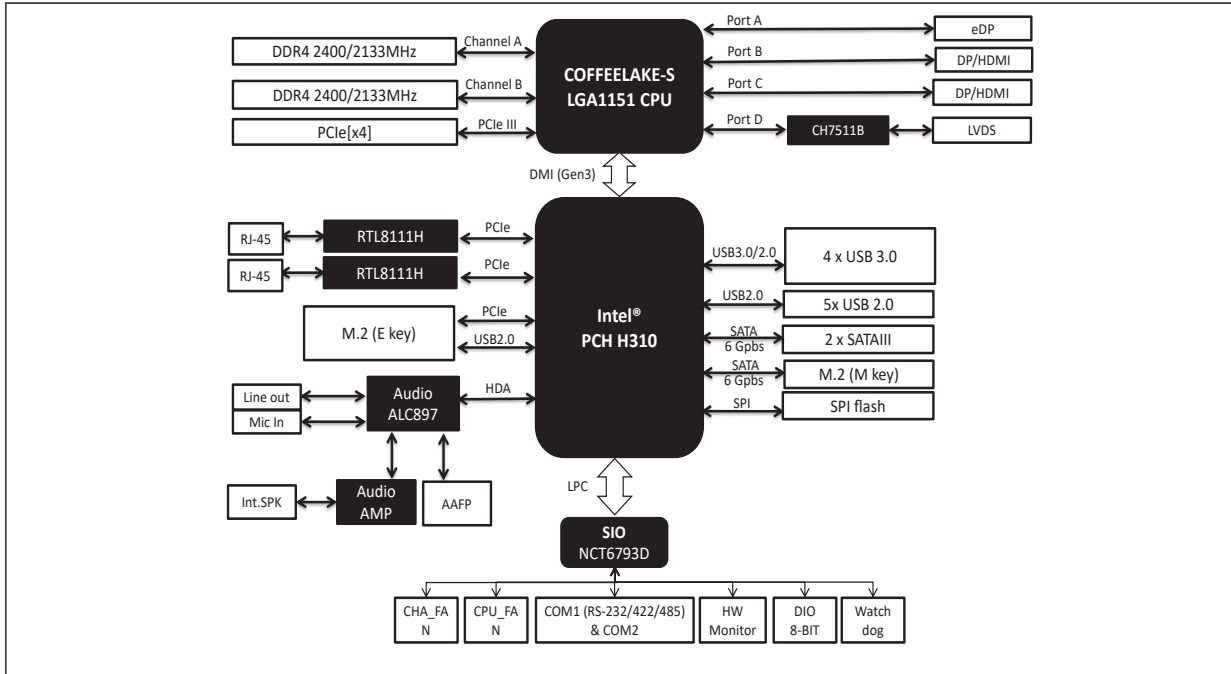 Port A
eDP
DDR4 2400/2133MHz
Channel A
COFFEELAKE-S
LGA1151 CPU
Port B
DP/HDMI
DDR4 2400/2133MHz
Channel B
Port C
DP/HDMI
PCIe[x4]
PCIe III
Port D
CH7511B
LVDS
DMI (Gen3)
RJ-45
RTL8111H
PCIe
RJ-45
RTL8111H
PCIe
M.2 (E key)
PCIe
USB2.0
Intel®
PCH H310
USB3.0/2.0
4 x USB 3.0
USB2.0
5x USB 2.0
SATA
6 Gpbs
2 x SATAIII
SATA
6 Gpbs
M.2 (M key)
SPI
SPI flash
Line out
Mic In
Audio
ALC897
HDA
Int.SPK
Audio
AMP
AAFP
LPC
SIO
NCT6793D
CHA_FA
N
CPU_FA
N
COM1 (RS-232/422/485)
& COM2
HW
Monitor
DIO
8-BIT
Watch
dog